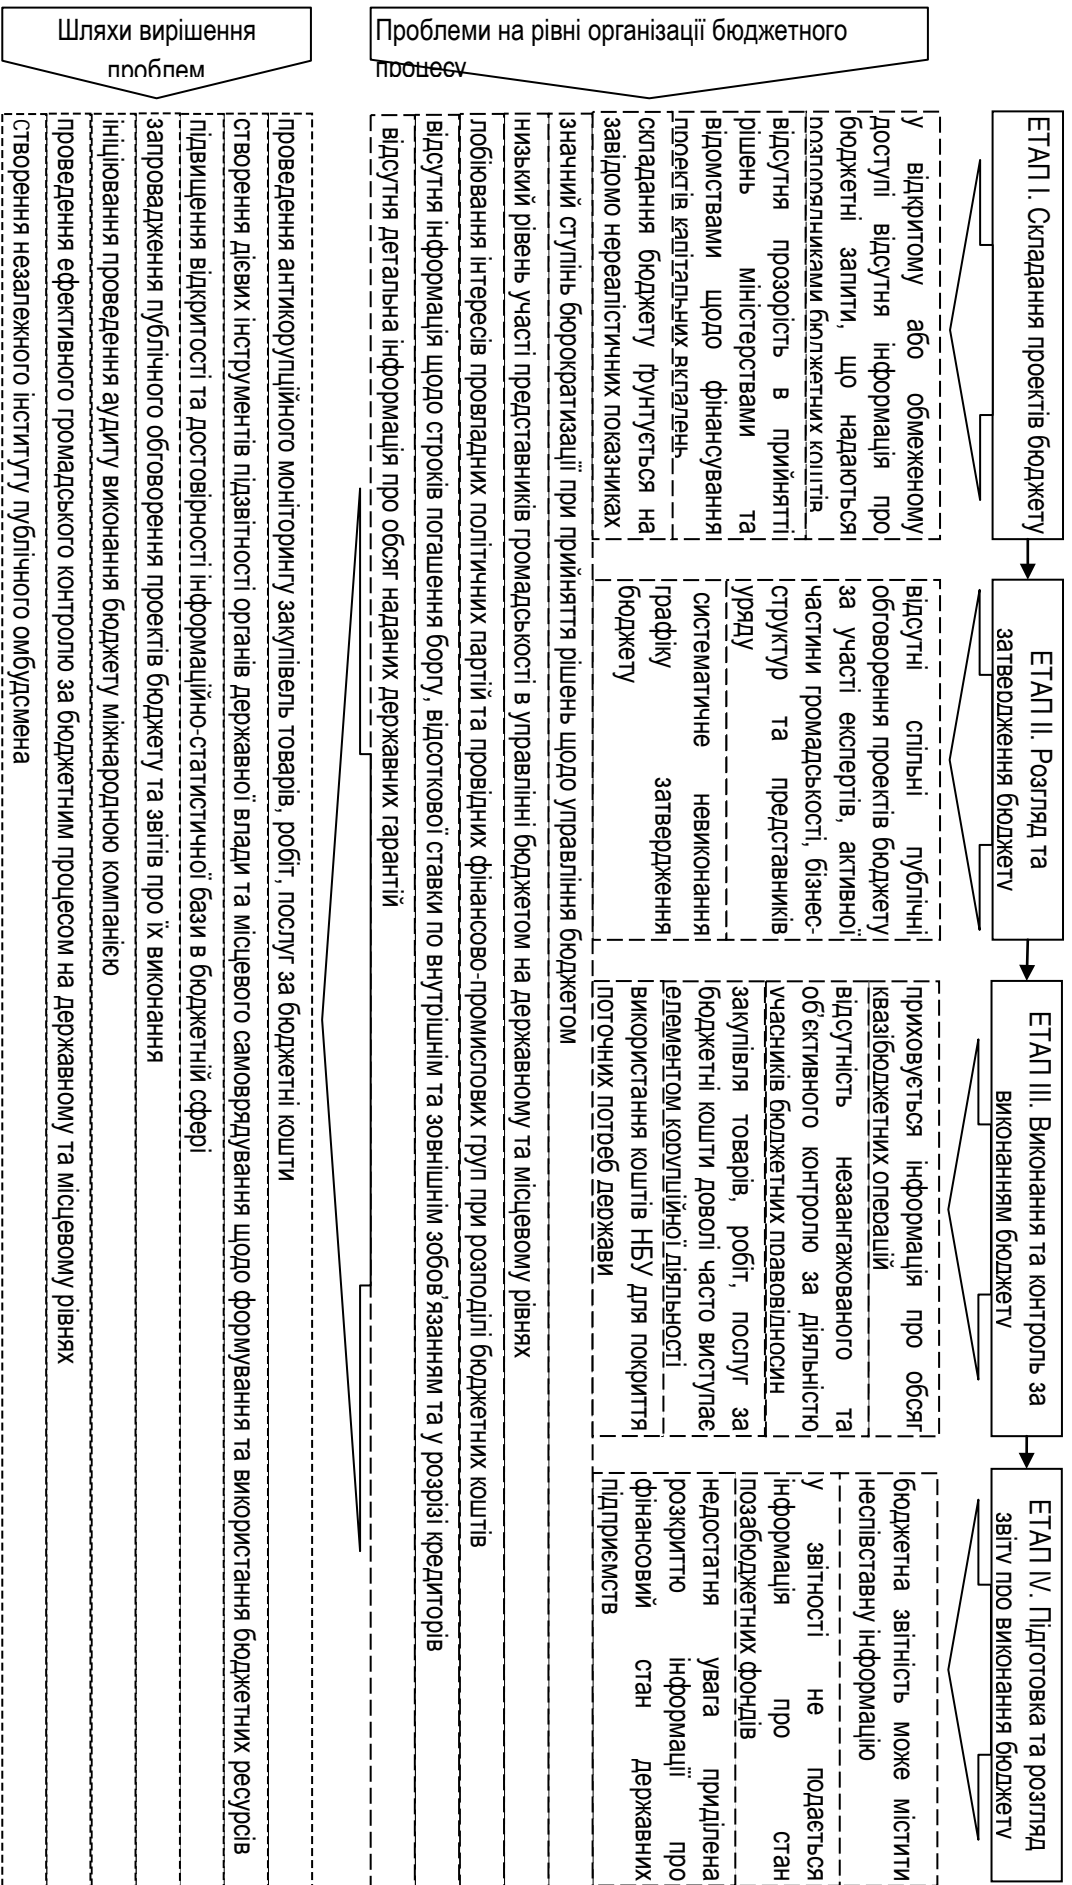 Шляхи вирішення
проблем
Проблеми на рівні організації бюджетного
процесу
ЕТАП І. Складання проектів бюджету
у відкритому або обмеженому
доступі відсутня інформація про
бюджетні запити, що надаються
розпорядниками бюджетних коштів
відсутня прозорість в прийнятті
рішень міністерствами та
відомствами щодо фінансування
проектів капітальних вкладень
складання бюджету ґрунтується на
завідомо нереалістичних показниках
ЕТАП ІІ. Розгляд та
затвердження бюджету
відсутні спільні публічні
обговорення проектів бюджету
за участі експертів, активної
частини громадськості, бізнес-
структур та представників
уряду
систематичне невиконання
графіку затвердження
бюджету
ЕТАП ІІІ. Виконання та контроль за
виконанням бюджету
приховується інформація про обсяг
квазібюджетних операцій
відсутність незаангажованого та
об'єктивного контролю за діяльністю
учасників бюджетних правовідносин
закупівля товарів, робіт, послуг за
бюджетні кошти доволі часто виступає
елементом корупційної діяльності
використання коштів НБУ для покриття
поточних потреб держави
ЕТАП IV. Підготовка та розгляд
звіту про виконання бюджету
бюджетна звітність може містити
неспівставну інформацію
у звітності не подається
інформація про стан
позабюджетних фондів
недостатня увага приділена
розкриттю інформації про
фінансовий стан державних
підприємств
значний ступінь бюрократизації при прийняття рішень щодо управління бюджетом
низький рівень участі представників громадськості в управлінні бюджетом на державному та місцевому рівнях
лобіювання інтересів провладних політичних партій та провідних фінансово-промислових груп при розподілі бюджетних коштів
відсутня інформація щодо строків погашення боргу, відсоткової ставки по внутрішнім та зовнішнім зобов'язанням та у розрізі кредиторів
відсутня детальна інформація про обсяг наданих державних гарантій
проведення антикорупційного моніторингу закупівель товарів, робіт, послуг за бюджетні кошти
створення дієвих інструментів підзвітності органів державної влади та місцевого самоврядування щодо формування та використання бюджетних ресурсів
підвищення відкритості та достовірності інформаційно-статистичної бази в бюджетній сфері
запровадження публічного обговорення проектів бюджету та звітів про їх виконання
ініціювання проведення аудиту виконання бюджету міжнародною компанією
проведення ефективного громадського контролю за бюджетним процесом на державному та місцевому рівнях
створення незалежного інституту публічного омбудсмена